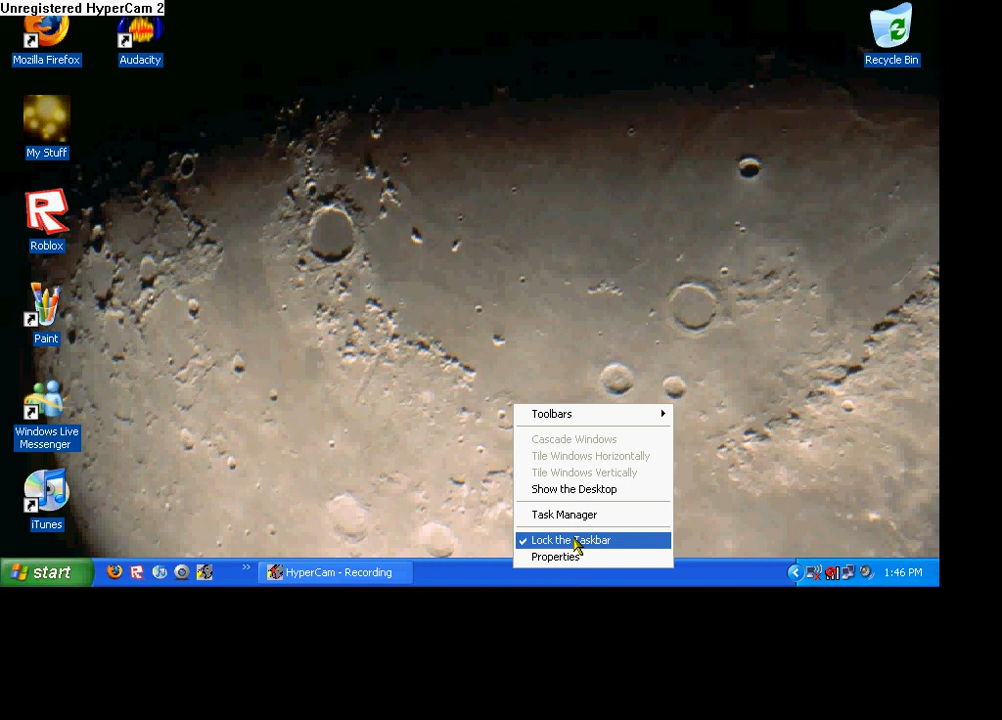 Unregistered HyperCam 2
Mozilla Firefox
Audacity
Recycle Bin
My Stuff
R
Roblox
Paint
Windows Live
Messenger
iTunes
Toolbars
Cascade Windows
Tile Windows Horizontally
Tile Windows Vertically
Show the Desktop
Task Manager
Lock the Taskbar
Properties
start
HyperCam - Recording
1:46 PM